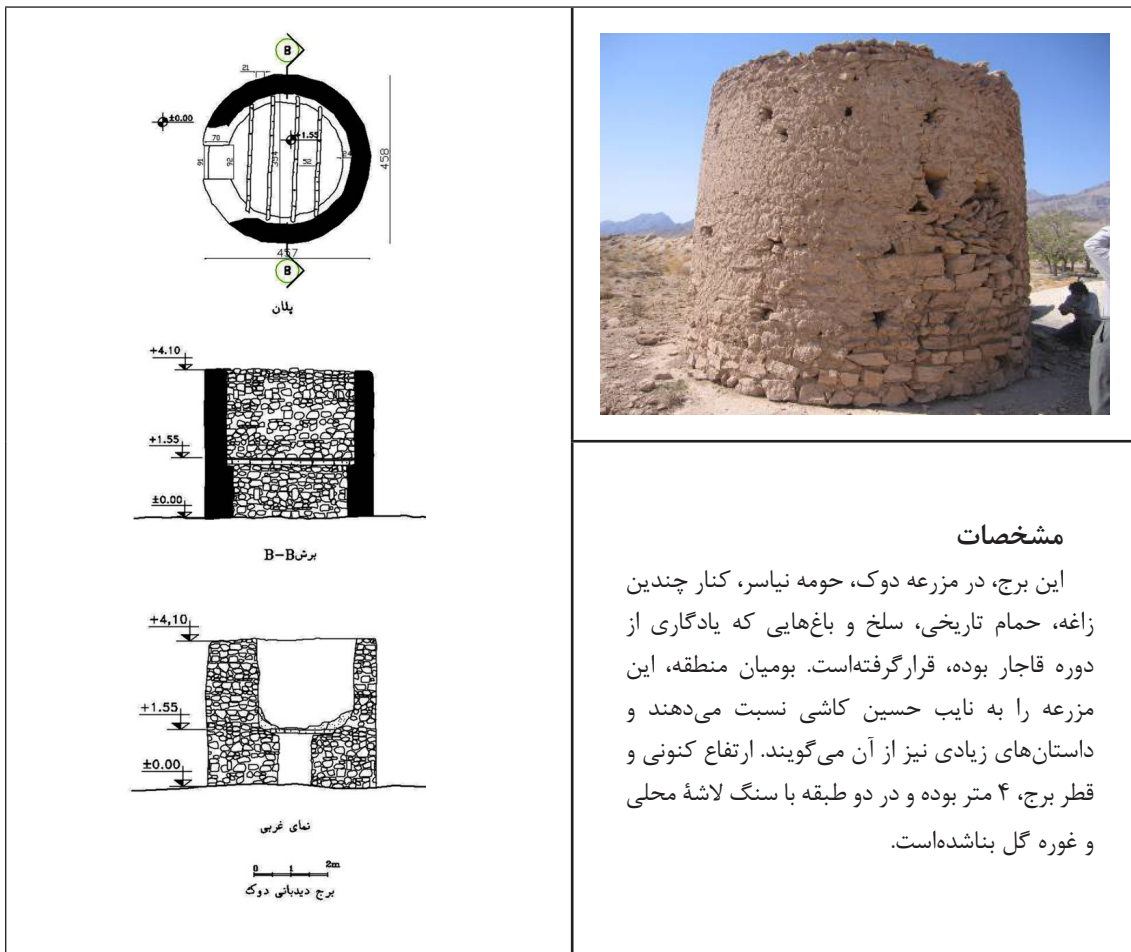 B
21
±0.00
70
+1.55
91
92
354
52
24
458
457
B
پلان
+4.10
+1.55
±0.00
برش B-B
+4,10
+1.55
±0.00
نمای غربی
0 1 2m
برج دیدبانی دوک
مشخصات
این برج، در مزرعه دوک، حومه نیاسر، کنار چندین
زاغه، حمام تاریخی، سلخ و باغ‌هایی که یادگاری از
دوره قاجار بوده، قرارگرفته‌است. بومیان منطقه، این
مزرعه را به نایب حسین کاشی نسبت می‌دهند و
داستان‌های زیادی نیز از آن می‌گویند. ارتفاع کنونی و
قطر برج، ۴ متر بوده و در دو طبقه با سنگ لاشهٔ محلی
و غوره گل بناشده‌است.